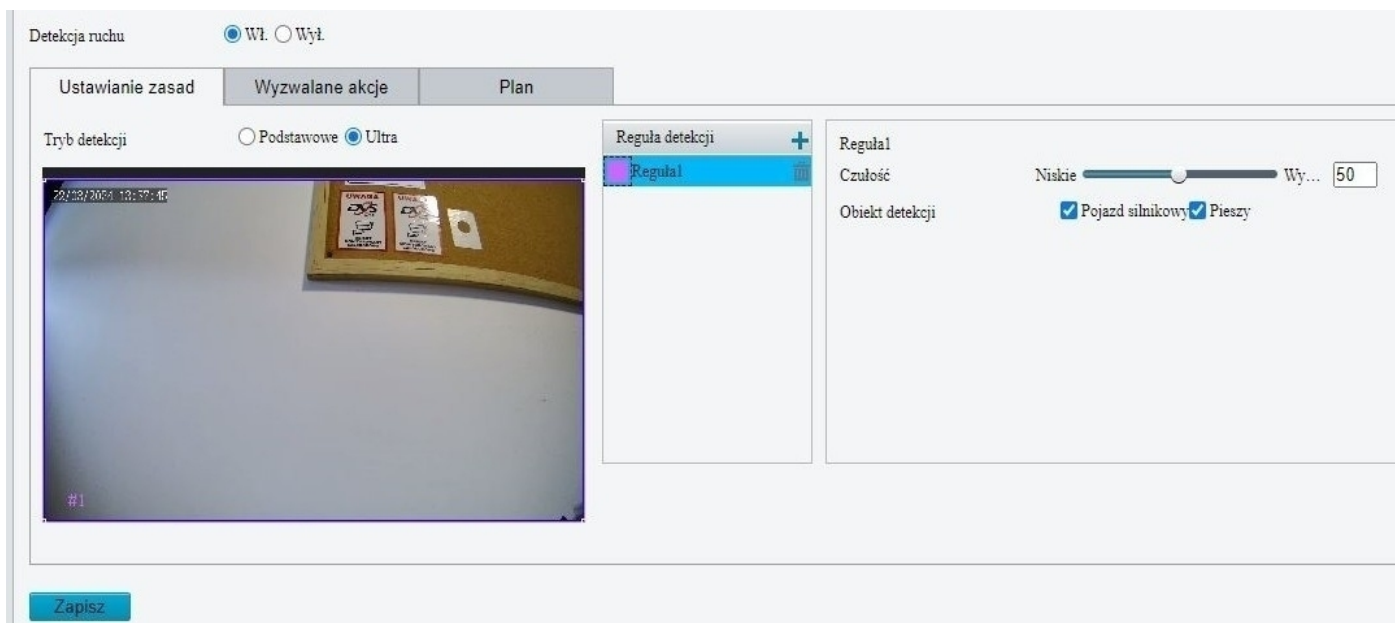 Detekcja ruchu Wł. Wył.
Ustawianie zasad Wyzwalane akcje Plan
Tryb detekcji Podstawowe Ultra
Reguła detekcji
Reguła1
Reguła1
Czułość Niskie Wy... 50
Obiekt detekcji Pojazd silnikowy Pieszy
UWAGA
#1
Zapisz